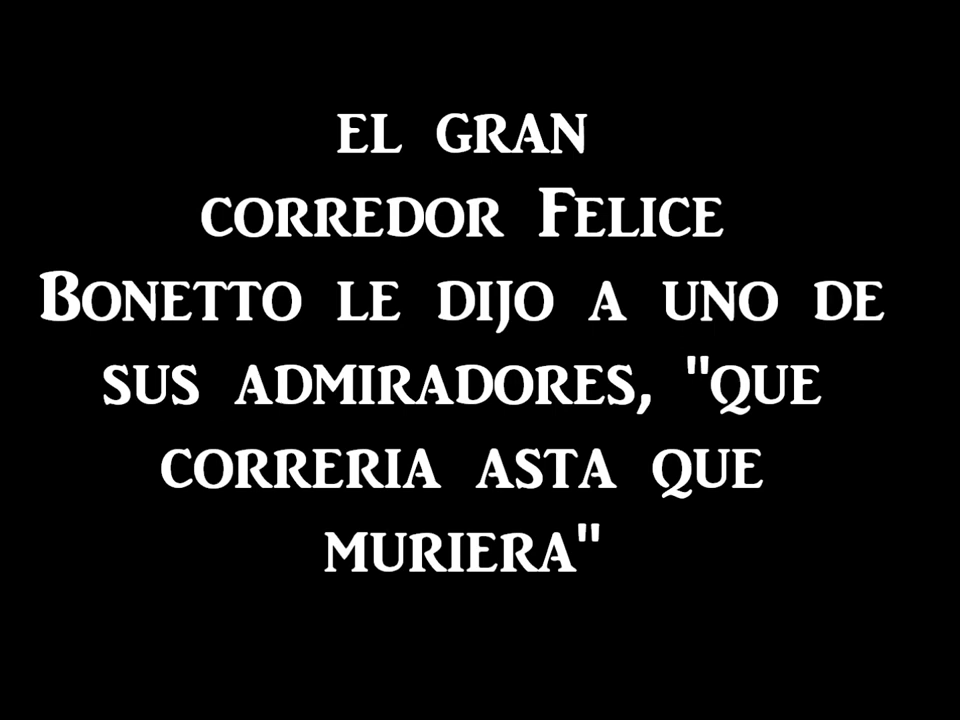 EL GRAN
CORREDOR FELICE
BONETTO LE DIJO A UNO DE
SUS ADMIRADORES, "QUE
CORRERIA ASTA QUE
MURIERA"